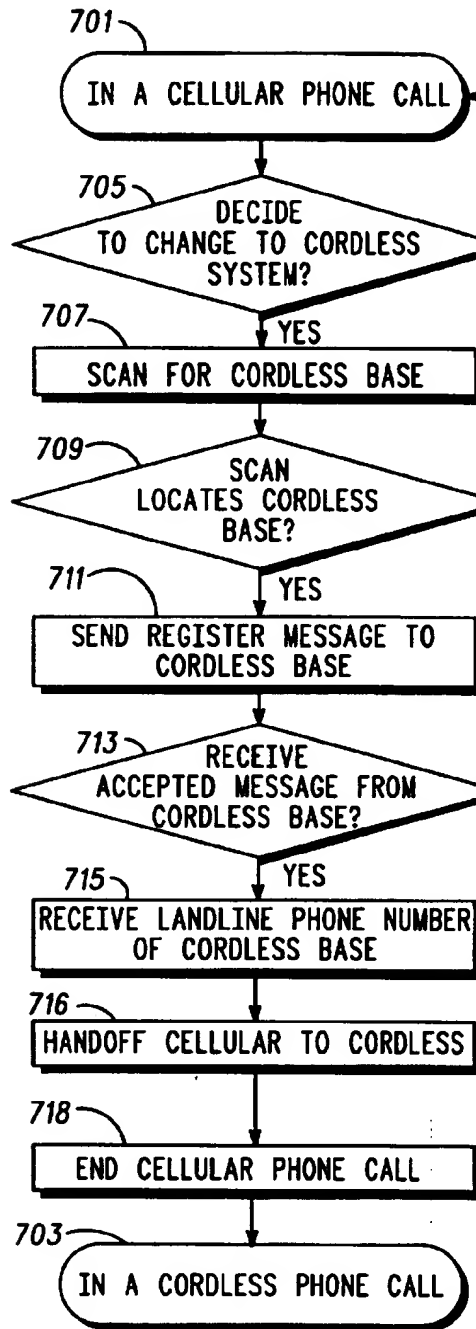 701
IN A CELLULAR PHONE CALL
705
DECIDE
TO CHANGE TO CORDLESS
SYSTEM?
YES
707
SCAN FOR CORDLESS BASE
709
SCAN
LOCATES CORDLESS
BASE?
YES
711
SEND REGISTER MESSAGE TO
CORDLESS BASE
713
RECEIVE
ACCEPTED MESSAGE FROM
CORDLESS BASE?
YES
715
RECEIVE LANDLINE PHONE NUMBER
OF CORDLESS BASE
716
HANDOFF CELLULAR TO CORDLESS
718
END CELLULAR PHONE CALL
703
IN A CORDLESS PHONE CALL